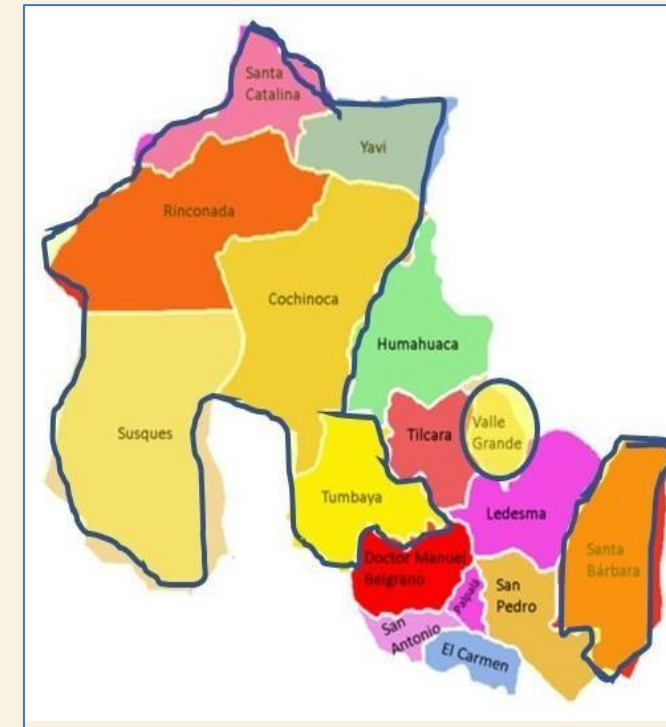 Santa
Catalina
Yavi
Rinconada
Cochinoca
Humahuaca
Susques
Tilcara
Valle
Grande
Tumbaya
Ledesma
Doctor Manuel
Belgrano
Santa
Bárbara
San
Pedro
Palpalá
San
Antonio
El Carmen